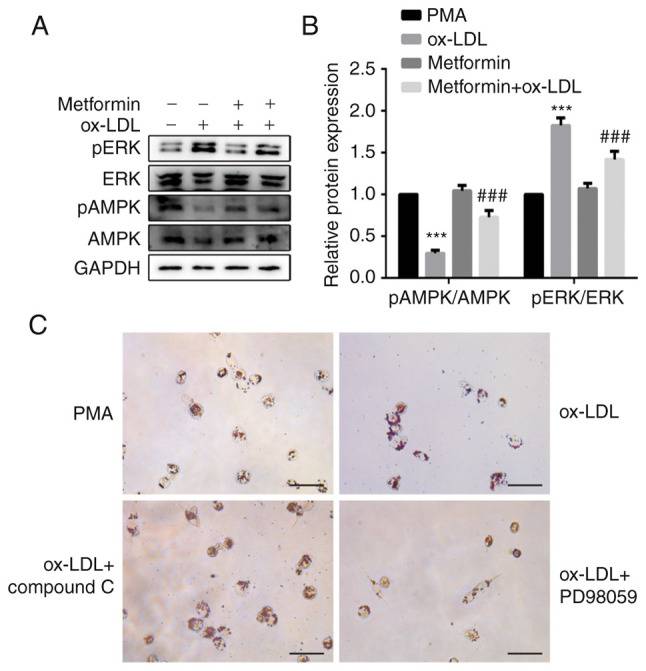 A
Metformin − − + +
ox-LDL − + + +
pERK
ERK
pAMPK
AMPK
GAPDH
B
PMA
ox-LDL
Metformin
Metformin+ox-LDL
Relative protein expression
2.5
2.0
1.5
1.0
0.5
0.0
***
###
***
###
pAMPK/AMPK
pERK/ERK
C
PMA
ox-LDL
ox-LDL+
compound C
ox-LDL+
PD98059